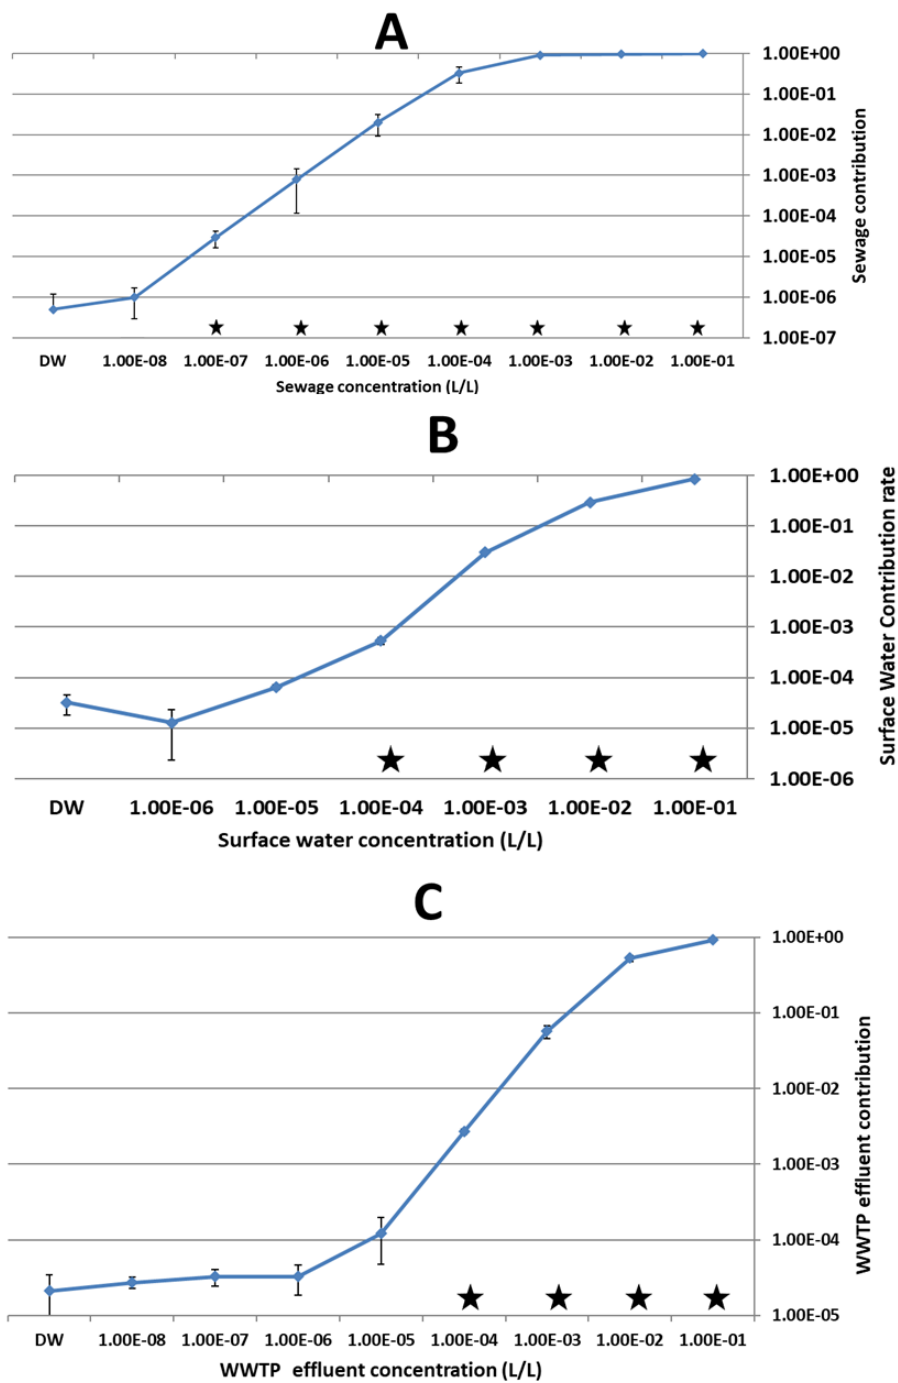 A
1.00E+00
1.00E-01
1.00E-02
1.00E-03
1.00E-04
1.00E-05
1.00E-06
1.00E-07
Sewage contribution
DW 1.00E-08 1.00E-07 1.00E-06 1.00E-05 1.00E-04 1.00E-03 1.00E-02 1.00E-01
Sewage concentration (L/L)
B
1.00E+00
1.00E-01
1.00E-02
1.00E-03
1.00E-04
1.00E-05
1.00E-06
Surface Water Contribution rate
DW 1.00E-06 1.00E-05 1.00E-04 1.00E-03 1.00E-02 1.00E-01
Surface water concentration (L/L)
C
1.00E+00
1.00E-01
1.00E-02
1.00E-03
1.00E-04
1.00E-05
WWTP effluent contribution
DW 1.00E-08 1.00E-07 1.00E-06 1.00E-05 1.00E-04 1.00E-03 1.00E-02 1.00E-01
WWTP effluent concentration (L/L)